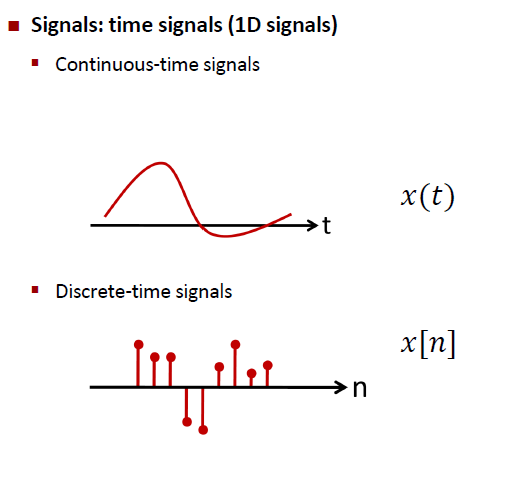 Signals: time signals (1D signals)
Continuous-time signals
x(t)
t
Discrete-time signals
x[n]
n